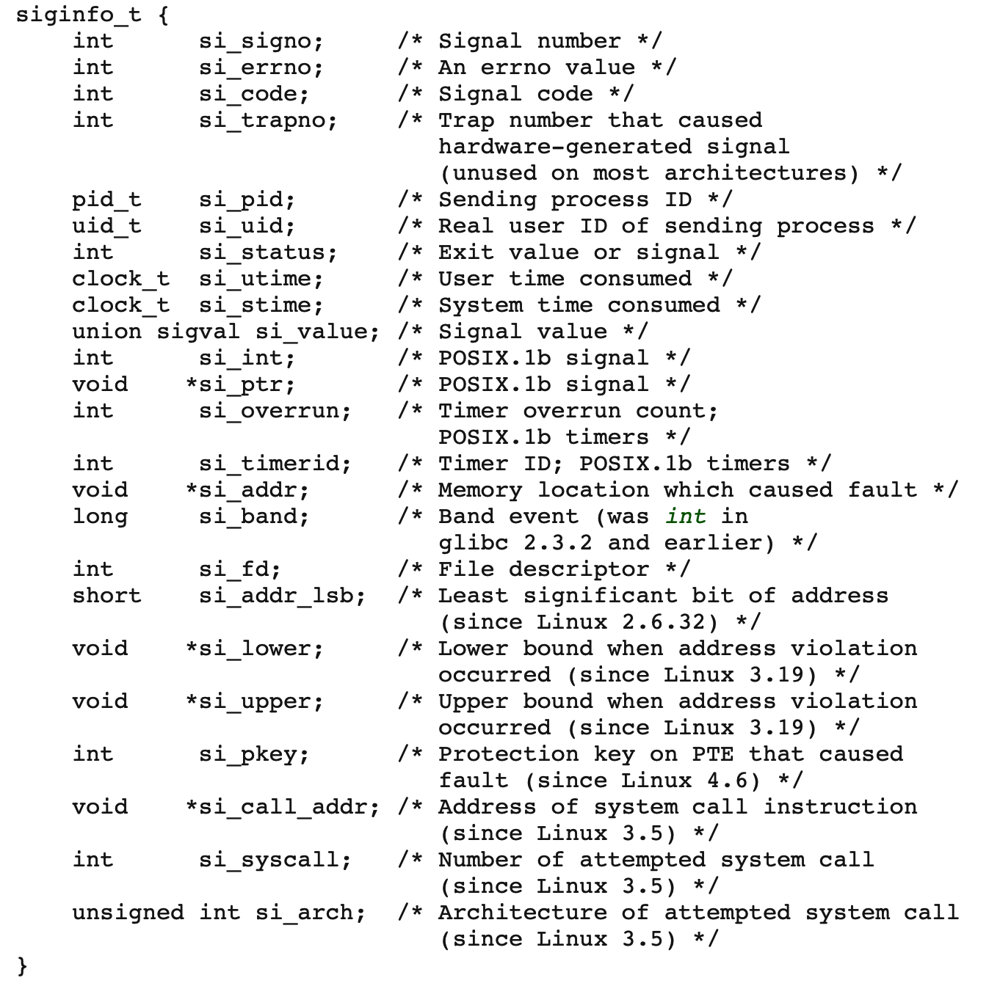 siginfo_t {
    int      si_signo;     /* Signal number */
    int      si_errno;     /* An errno value */
    int      si_code;      /* Signal code */
    int      si_trapno;    /* Trap number that caused
                              hardware-generated signal
                              (unused on most architectures) */
    pid_t    si_pid;       /* Sending process ID */
    uid_t    si_uid;       /* Real user ID of sending process */
    int      si_status;    /* Exit value or signal */
    clock_t  si_utime;     /* User time consumed */
    clock_t  si_stime;     /* System time consumed */
    union sigval si_value; /* Signal value */
    int      si_int;       /* POSIX.1b signal */
    void    *si_ptr;       /* POSIX.1b signal */
    int      si_overrun;   /* Timer overrun count;
                              POSIX.1b timers */
    int      si_timerid;   /* Timer ID; POSIX.1b timers */
    void    *si_addr;      /* Memory location which caused fault */
    long     si_band;      /* Band event (was int in
                              glibc 2.3.2 and earlier) */
    int      si_fd;        /* File descriptor */
    short    si_addr_lsb;  /* Least significant bit of address
                              (since Linux 2.6.32) */
    void    *si_lower;     /* Lower bound when address violation
                              occurred (since Linux 3.19) */
    void    *si_upper;     /* Upper bound when address violation
                              occurred (since Linux 3.19) */
    int      si_pkey;      /* Protection key on PTE that caused
                              fault (since Linux 4.6) */
    void    *si_call_addr; /* Address of system call instruction
                              (since Linux 3.5) */
    int      si_syscall;   /* Number of attempted system call
                              (since Linux 3.5) */
    unsigned int si_arch;  /* Architecture of attempted system call
                              (since Linux 3.5) */
}